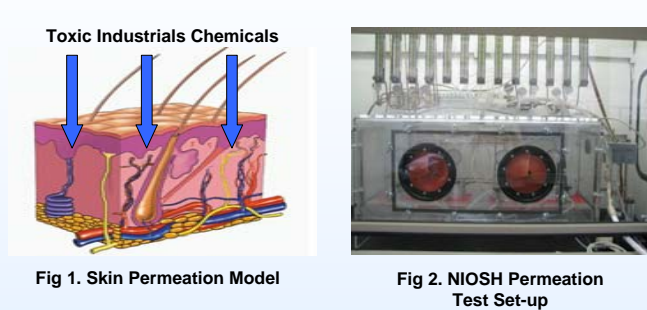 Toxic Industrials Chemicals
Fig 1. Skin Permeation Model
Fig 2. NIOSH Permeation
Test Set-up